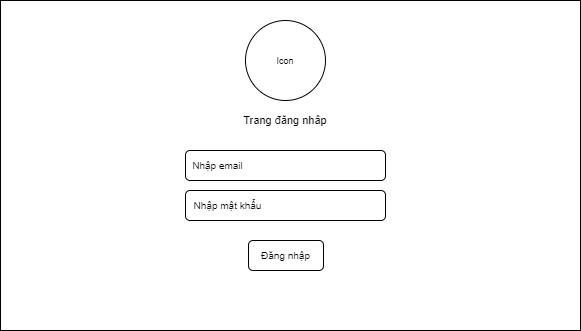 Icon
Trang đăng nhập
Nhập email
Nhập mật khẩu
Đăng nhập